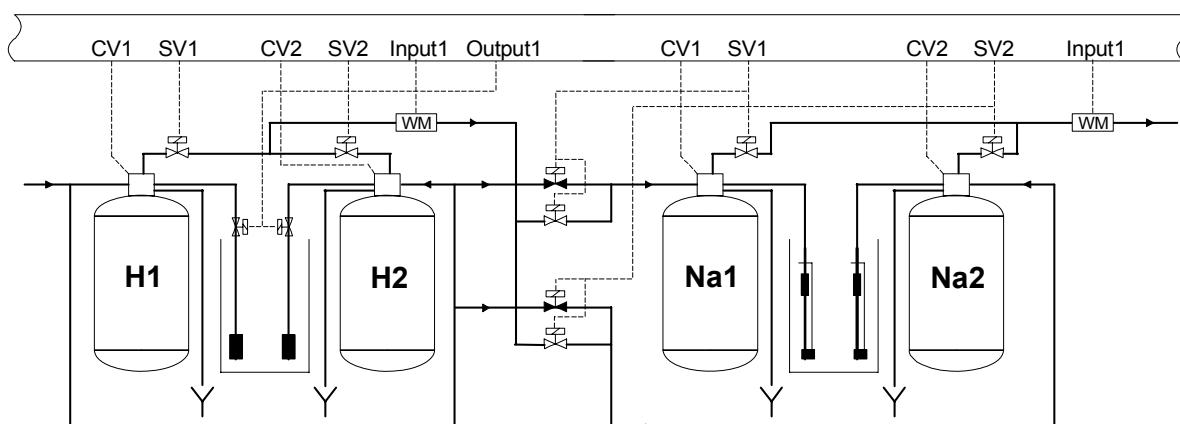 CV1 SV1 CV2 SV2 Input1 Output1 CV1 SV1 CV2 SV2 Input1
WM WM
H1 H2 Na1 Na2